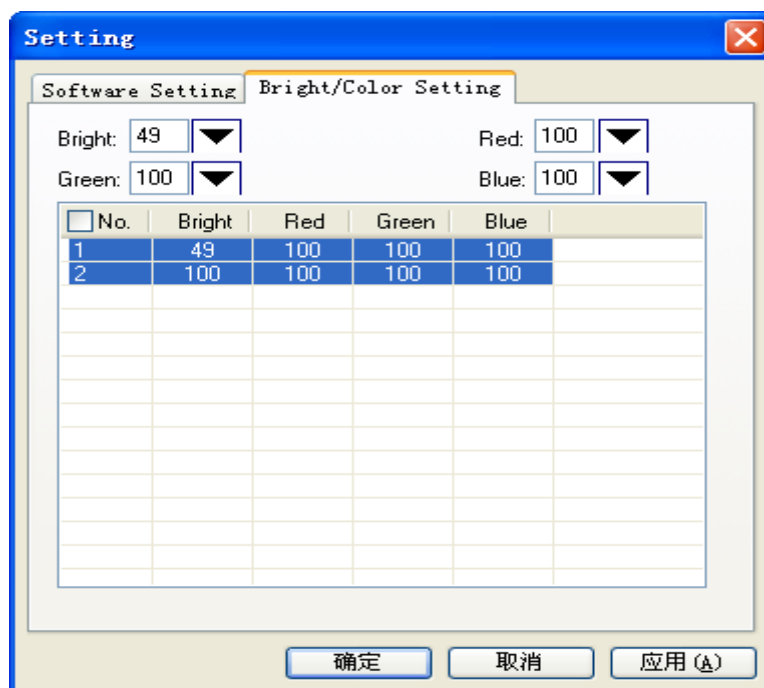 Setting
Software Setting Bright/Color Setting
Bright: 49 Red: 100
Green: 100 Blue: 100
No. Bright Red Green Blue
1 49 100 100 100
2 100 100 100 100
确定 取消 应用(A)